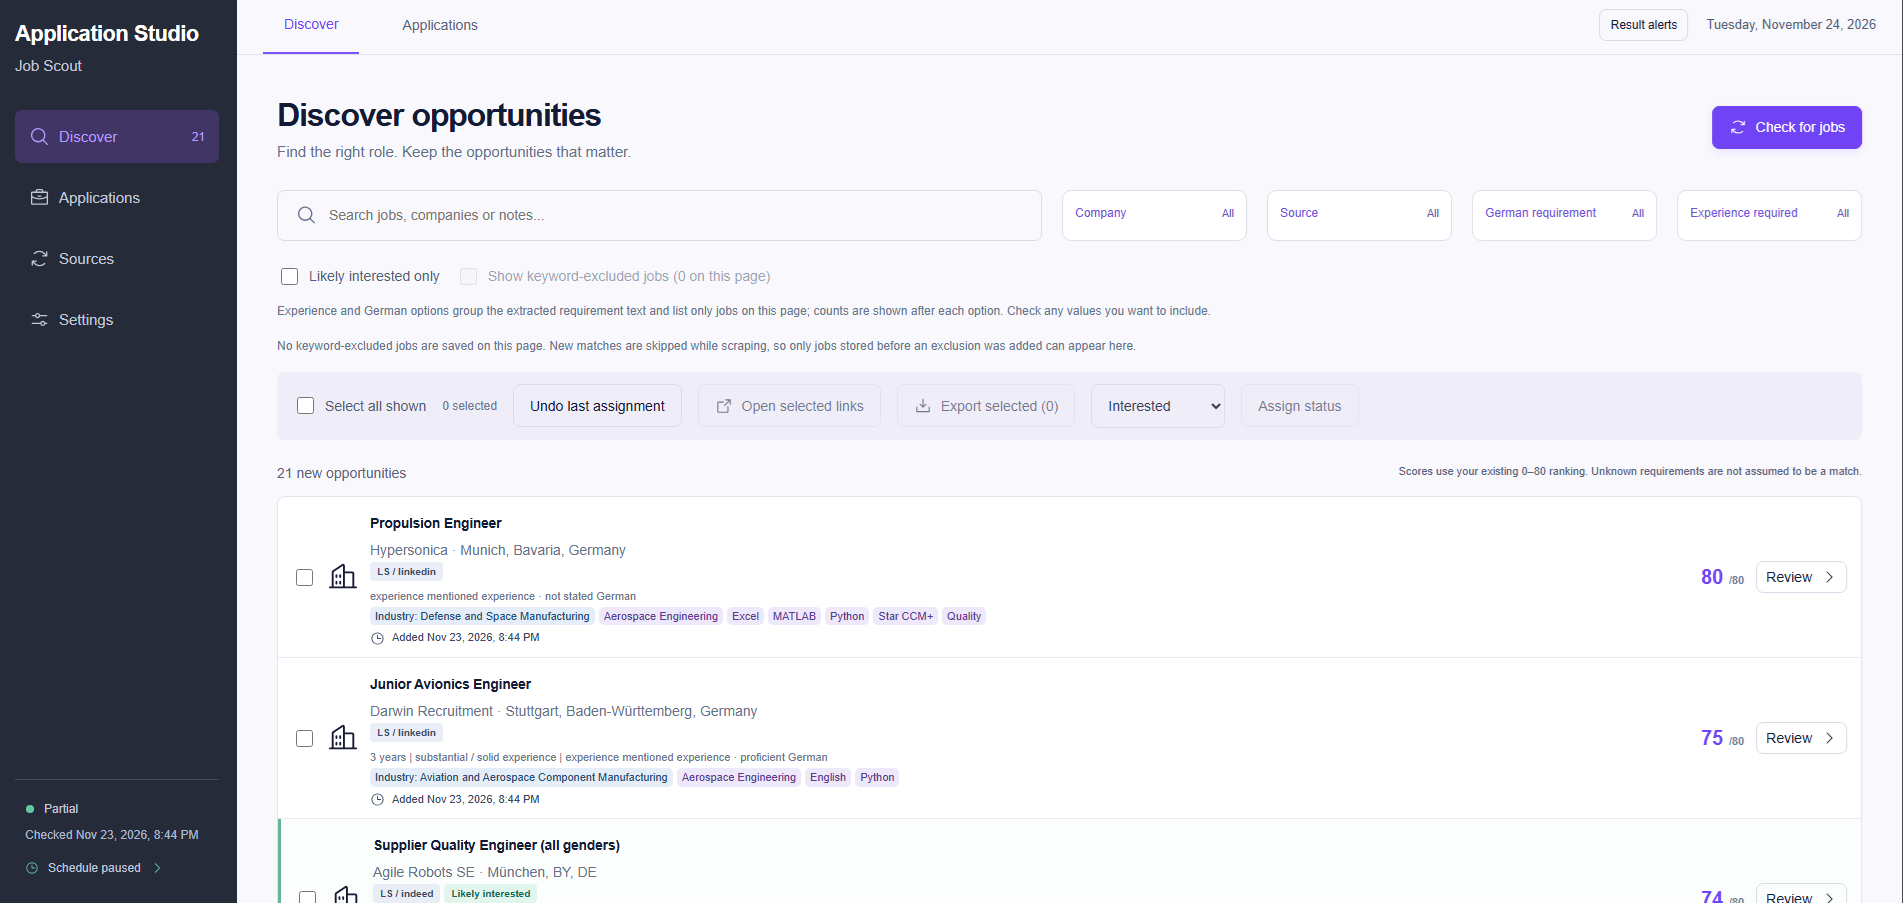 Application Studio
Job Scout
Discover 21
Applications
Sources
Settings
Partial
Checked Nov 23, 2026, 8:44 PM
Schedule paused
Discover
Applications
Result alerts
Tuesday, November 24, 2026
Discover opportunities
Find the right role. Keep the opportunities that matter.
Check for jobs
Search jobs, companies or notes...
Company All
Source All
German requirement All
Experience required All
Likely interested only
Show keyword-excluded jobs (0 on this page)
Experience and German options group the extracted requirement text and list only jobs on this page; counts are shown after each option. Check any values you want to include.
No keyword-excluded jobs are saved on this page. New matches are skipped while scraping, so only jobs stored before an exclusion was added can appear here.
Select all shown
0 selected
Undo last assignment
Open selected links
Export selected (0)
Interested
Assign status
21 new opportunities
Scores use your existing 0–80 ranking. Unknown requirements are not assumed to be a match.
Propulsion Engineer
Hypersonica · Munich, Bavaria, Germany
LS / linkedin
experience mentioned experience · not stated German
Industry: Defense and Space Manufacturing Aerospace Engineering Excel MATLAB Python Star CCM+ Quality
Added Nov 23, 2026, 8:44 PM
80 /80
Review
Junior Avionics Engineer
Darwin Recruitment · Stuttgart, Baden-Württemberg, Germany
LS / linkedin
3 years | substantial / solid experience | experience mentioned experience · proficient German
Industry: Aviation and Aerospace Component Manufacturing Aerospace Engineering English Python
Added Nov 23, 2026, 8:44 PM
75 /80
Review
Supplier Quality Engineer (all genders)
Agile Robots SE · München, BY, DE
LS / indeed Likely interested
74 /80
Review